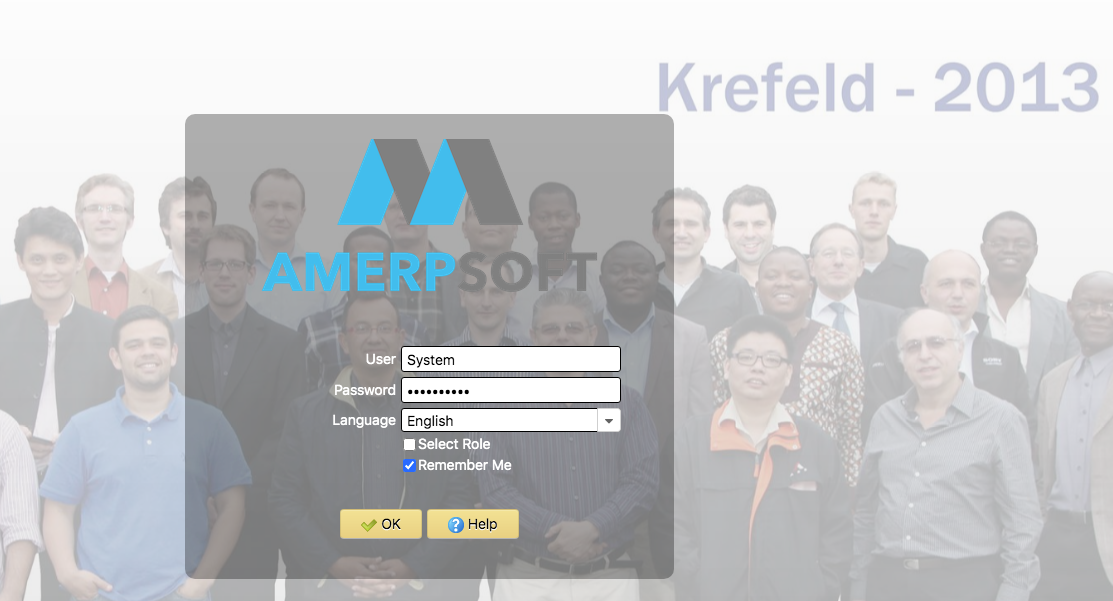 Krefeld - 2013
AMERPSOFT
User System
Password ••••••••••
Language English
Select Role
Remember Me
OK
Help